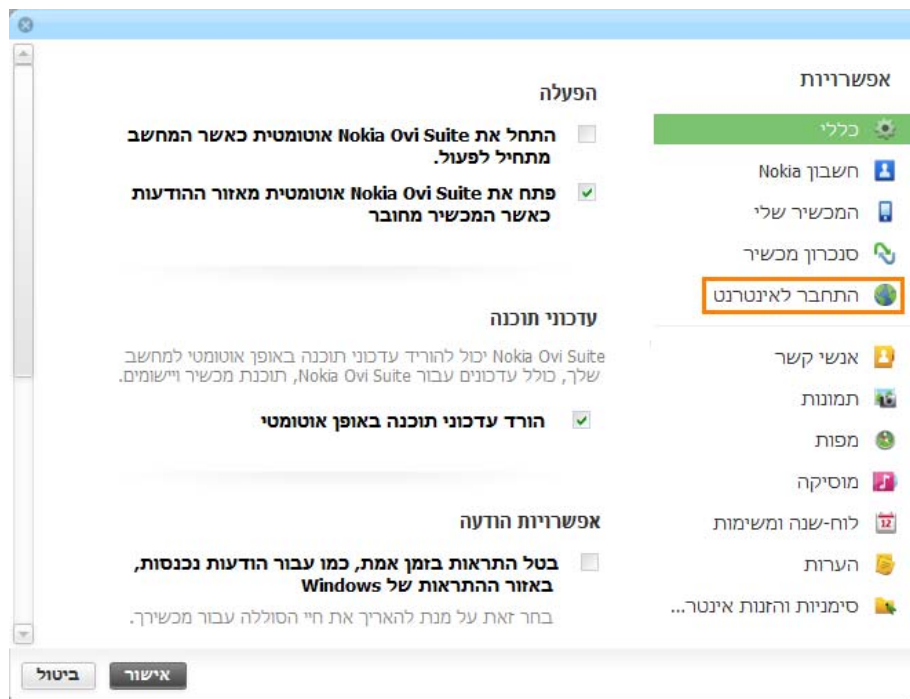 אפשרויות
כללי
חשבון Nokia
המכשיר שלי
סנכרון מכשיר
התחבר לאינטרנט
אנשי קשר
תמונות
מפות
מוסיקה
לוח-שנה ומשימות
הערות
סימניות והזנות אינטר...
הפעלה
התחל את Nokia Ovi Suite אוטומטית כאשר המחשב
מתחיל לפעול.
פתח את Nokia Ovi Suite אוטומטית מאזור ההודעות
כאשר המכשיר מחובר
עדכוני תוכנה
Nokia Ovi Suite יכול להוריד עדכוני תוכנה באופן אוטומטי למחשב
שלך, כולל עדכונים עבור Nokia Ovi Suite, תוכנת מכשיר ויישומים.
הורד עדכוני תוכנה באופן אוטומטי
אפשרויות הודעה
בטל התראות בזמן אמת, כמו עבור הודעות נכנסות,
באזור ההתראות של Windows
בחר זאת על מנת להאריך את חיי הסוללה עבור מכשירך.
אישור
ביטול